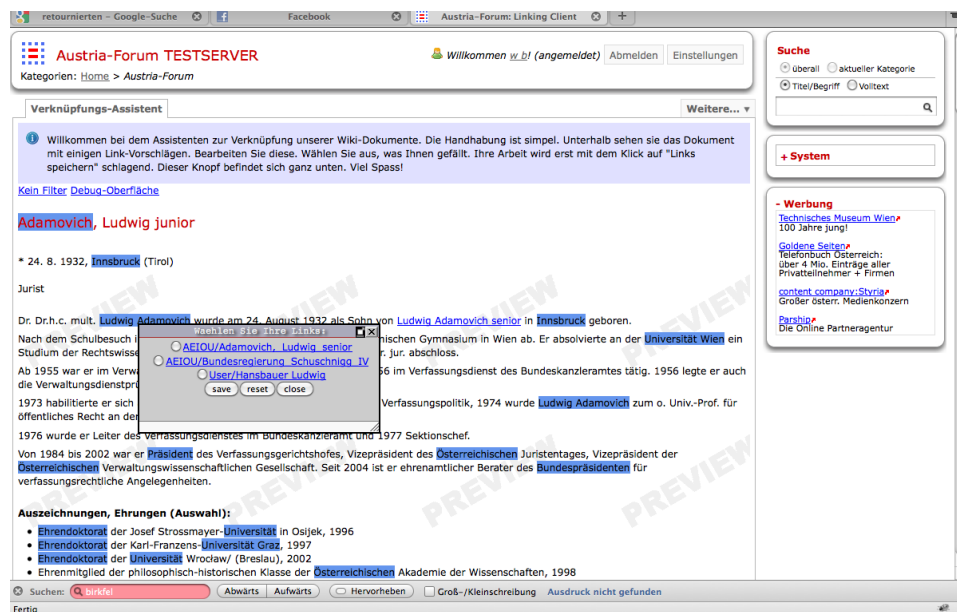 retournierten – Google-Suche
Facebook
Austria-Forum: Linking Client
Austria-Forum TESTSERVER
Willkommen w b! (angemeldet) Abmelden Einstellungen
Kategorien: Home > Austria-Forum
Verknüpfungs-Assistent
Weitere...
Willkommen bei dem Assistenten zur Verknüpfung unserer Wiki-Dokumente. Die Handhabung ist simpel. Unterhalb sehen sie das Dokument
mit einigen Link-Vorschlägen. Bearbeiten Sie diese. Wählen Sie aus, was Ihnen gefällt. Ihre Arbeit wird erst mit dem Klick auf "Links
speichern" schlagend. Dieser Knopf befindet sich ganz unten. Viel Spass!
Kein Filter Debug-Oberfläche
Adamovich, Ludwig junior
* 24. 8. 1932, Innsbruck (Tirol)
Jurist
Dr. Dr.h.c. mult. Ludwig Adamovich wurde am 24. August 1932 als Sohn von Ludwig Adamovich senior in Innsbruck geboren.
Nach dem Schulbesuch i
nischen Gymnasium in Wien ab. Er absolvierte an der Universität Wien ein
Studium der Rechtswisse
r. jur. abschloss.
Ab 1955 war er im Verwa
56 im Verfassungsdienst des Bundeskanzleramtes tätig. 1956 legte er auch
die Verwaltungsdienstprü
1973 habilitierte er sich
Verfassungspolitik, 1974 wurde Ludwig Adamovich zum o. Univ.-Prof. für
öffentliches Recht an der
1976 wurde er Leiter des Verfassungsdienstes im Bundeskanzleramt und 1977 Sektionschef.
Von 1984 bis 2002 war er Präsident des Verfassungsgerichtshofes, Vizepräsident des Österreichischen Juristentages, Vizepräsident der
Österreichischen Verwaltungswissenschaftlichen Gesellschaft. Seit 2004 ist er ehrenamtlicher Berater des Bundespräsidenten für
verfassungsrechtliche Angelegenheiten.
Auszeichnungen, Ehrungen (Auswahl):
• Ehrendoktorat der Josef Strossmayer-Universität in Osijek, 1996
• Ehrendoktorat der Karl-Franzens-Universität Graz, 1997
• Ehrendoktorat der Universität Wrocław/ (Breslau), 2002
• Ehrenmitglied der philosophisch-historischen Klasse der Österreichischen Akademie der Wissenschaften, 1998
Waehlen Sie Ihre Links:
AEIOU/Adamovich, Ludwig senior
AEIOU/Bundesregierung Schuschnigg IV
User/Hansbauer Ludwig
save reset close
PREVIEW
PREVIEW
PREVIEW
PREVIEW
PREVIEW
PREVIEW
PREVIEW
PREVIEW
Suche
überall aktueller Kategorie
Titel/Begriff Volltext
+ System
- Werbung
Technisches Museum Wien
100 Jahre jung!
Goldene Seiten
Telefonbuch Österreich:
über 4 Mio. Einträge aller
Privatteilnehmer + Firmen
content company:Styria
Großer österr. Medienkonzern
Parship
Die Online Partneragentur
Suchen: birkfel Abwärts Aufwärts Hervorheben Groß-/Kleinschreibung Ausdruck nicht gefunden
Fertig